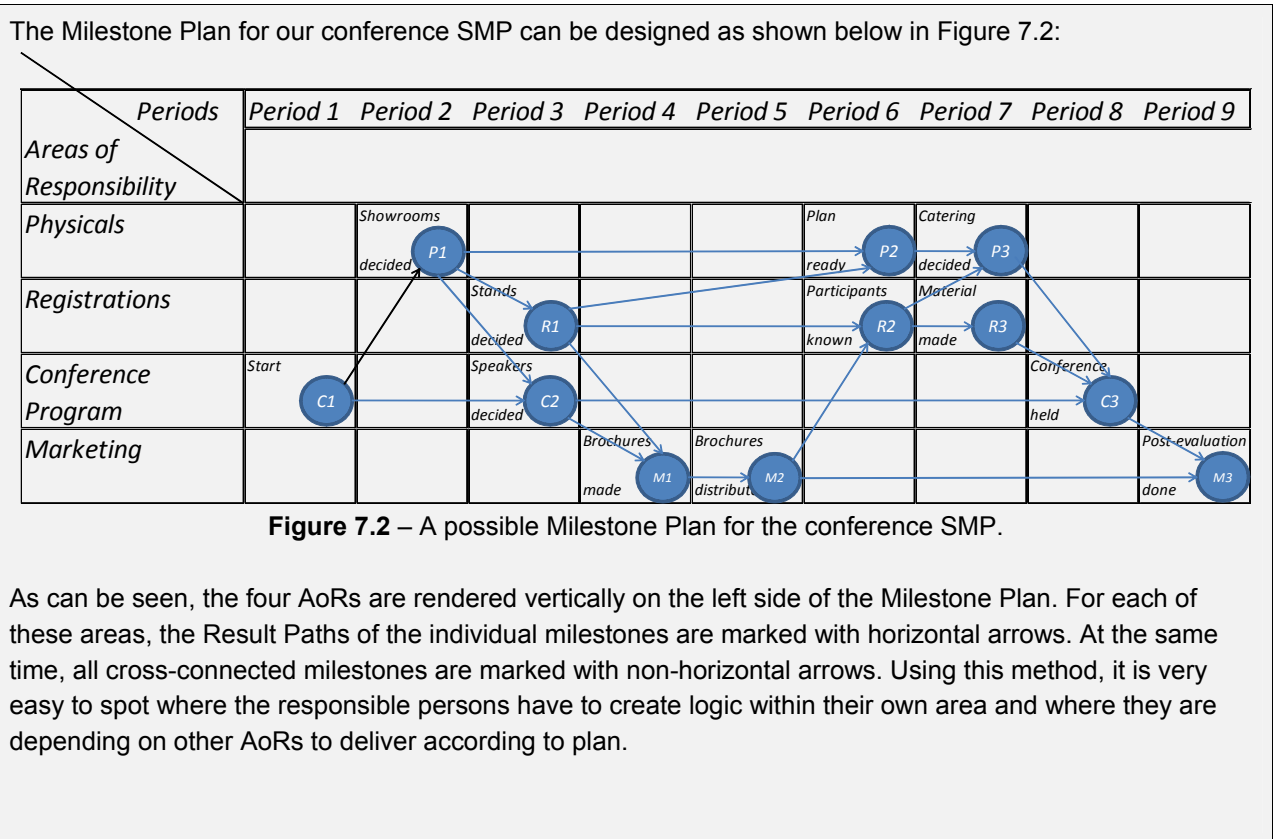 The Milestone Plan for our conference SMP can be designed as shown below in Figure 7.2:
Periods Period 1 Period 2 Period 3 Period 4 Period 5 Period 6 Period 7 Period 8 Period 9
Areas of
Responsibility
Physicals Showrooms Plan Catering
P1 P2 P3
decided ready decided
Registrations Stands Participants Material
R1 R2 R3
decided known made
Conference Start Speakers Conference
C1 C2 C3
Program decided held
Marketing Brochures Brochures Post-evaluation
M1 M2 M3
made distribut done
Figure 7.2 – A possible Milestone Plan for the conference SMP.
As can be seen, the four AoRs are rendered vertically on the left side of the Milestone Plan. For each of
these areas, the Result Paths of the individual milestones are marked with horizontal arrows. At the same
time, all cross-connected milestones are marked with non-horizontal arrows. Using this method, it is very
easy to spot where the responsible persons have to create logic within their own area and where they are
depending on other AoRs to deliver according to plan.